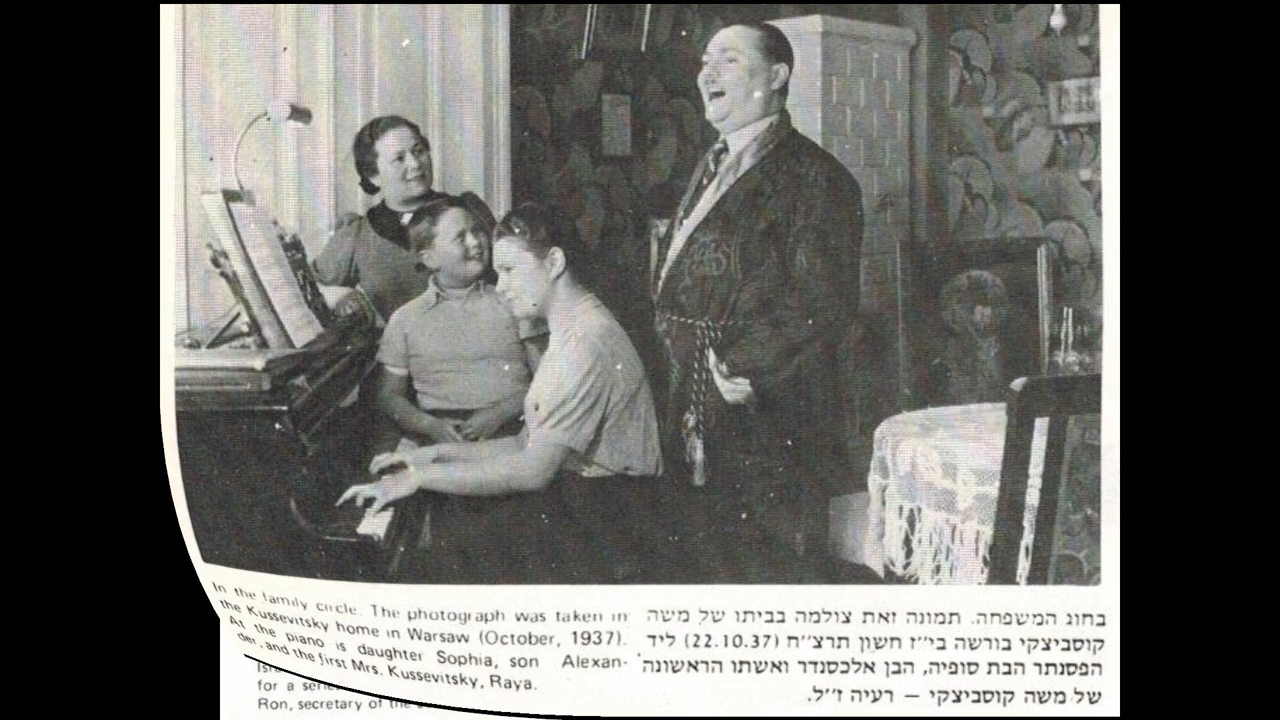 In the family circle. The photograph was taken in
the Kussevitsky home in Warsaw (October, 1937).
At the piano is daughter Sophia, son Alexan-
der, and the first Mrs. Kussevitsky, Raya.
for a
Ron, secretary of the
בחוג המשפחה. תמונה זאת צולמה בביתו של משה
קוסביצקי בורשה בי״ז חשון תרצ״ח (22.10.37) ליד
הפסנתר הבת סופיה, הבן אלכסנדר ואשתו הראשונה
של משה קוסביצקי – רעיה ז״ל.